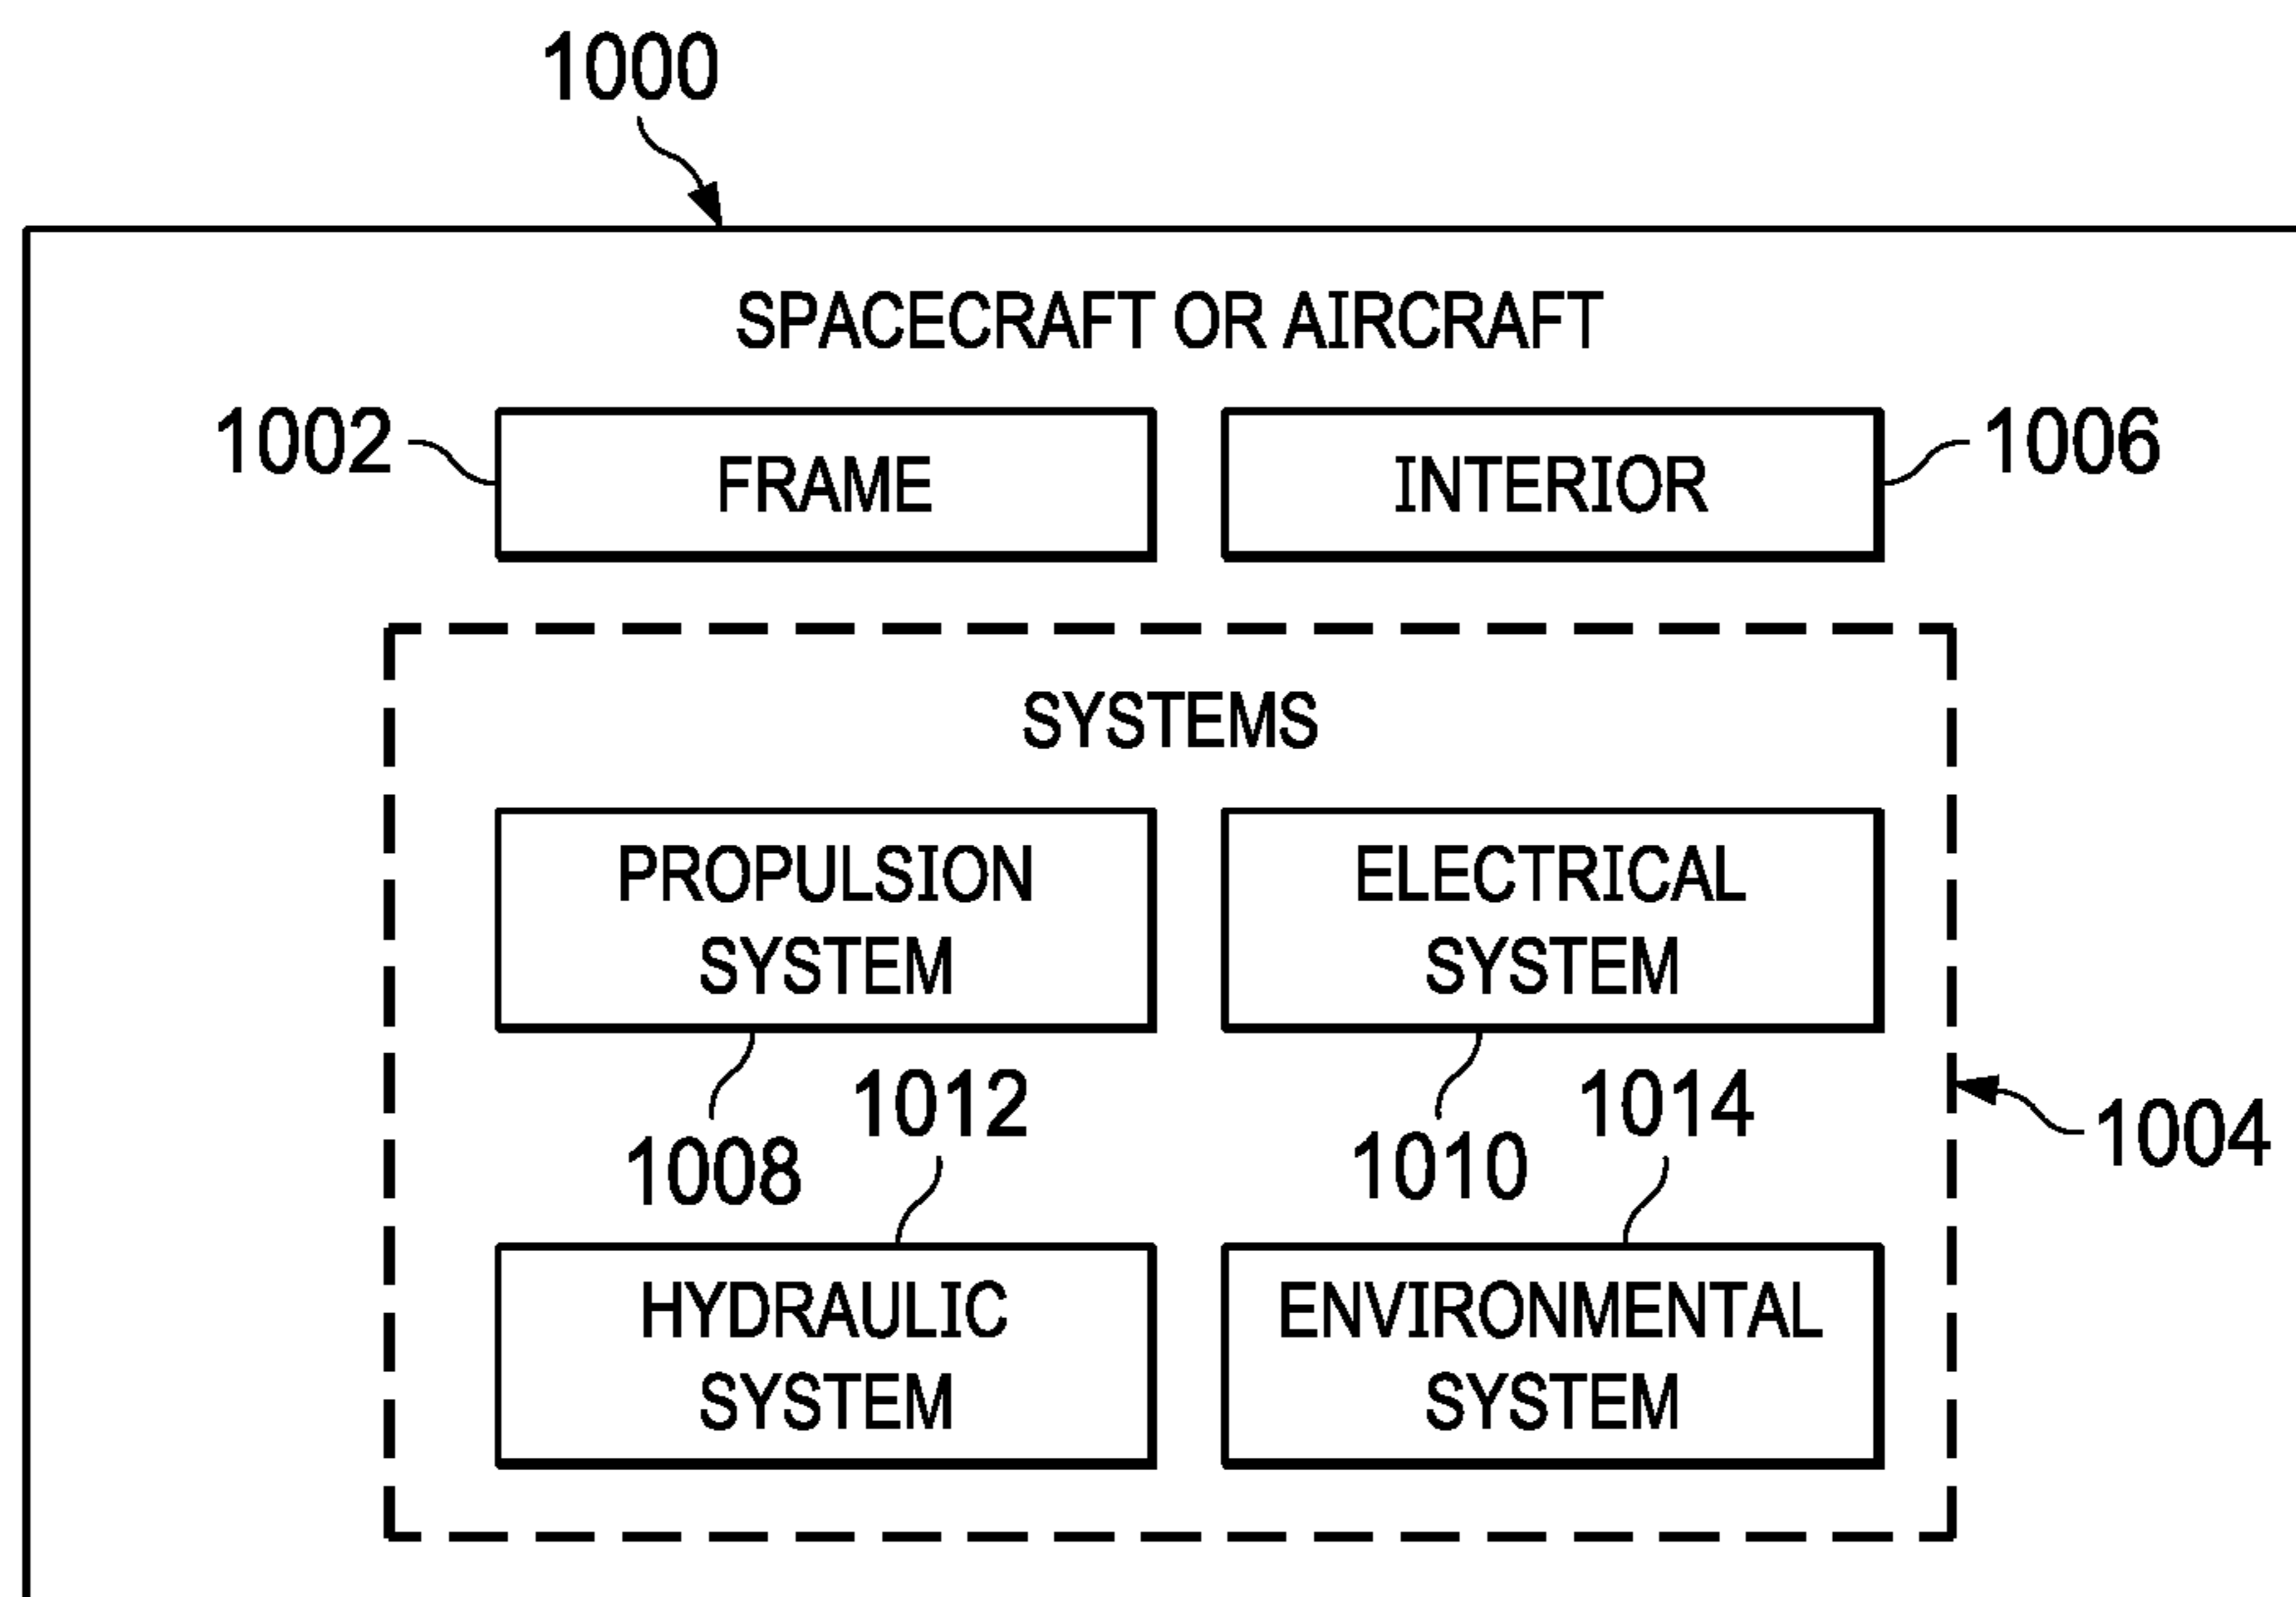 1000
SPACECRAFT OR AIRCRAFT
1002
FRAME
INTERIOR
1006
SYSTEMS
PROPULSION
SYSTEM
ELECTRICAL
SYSTEM
1008
1012
1010
1014
1004
HYDRAULIC
SYSTEM
ENVIRONMENTAL
SYSTEM